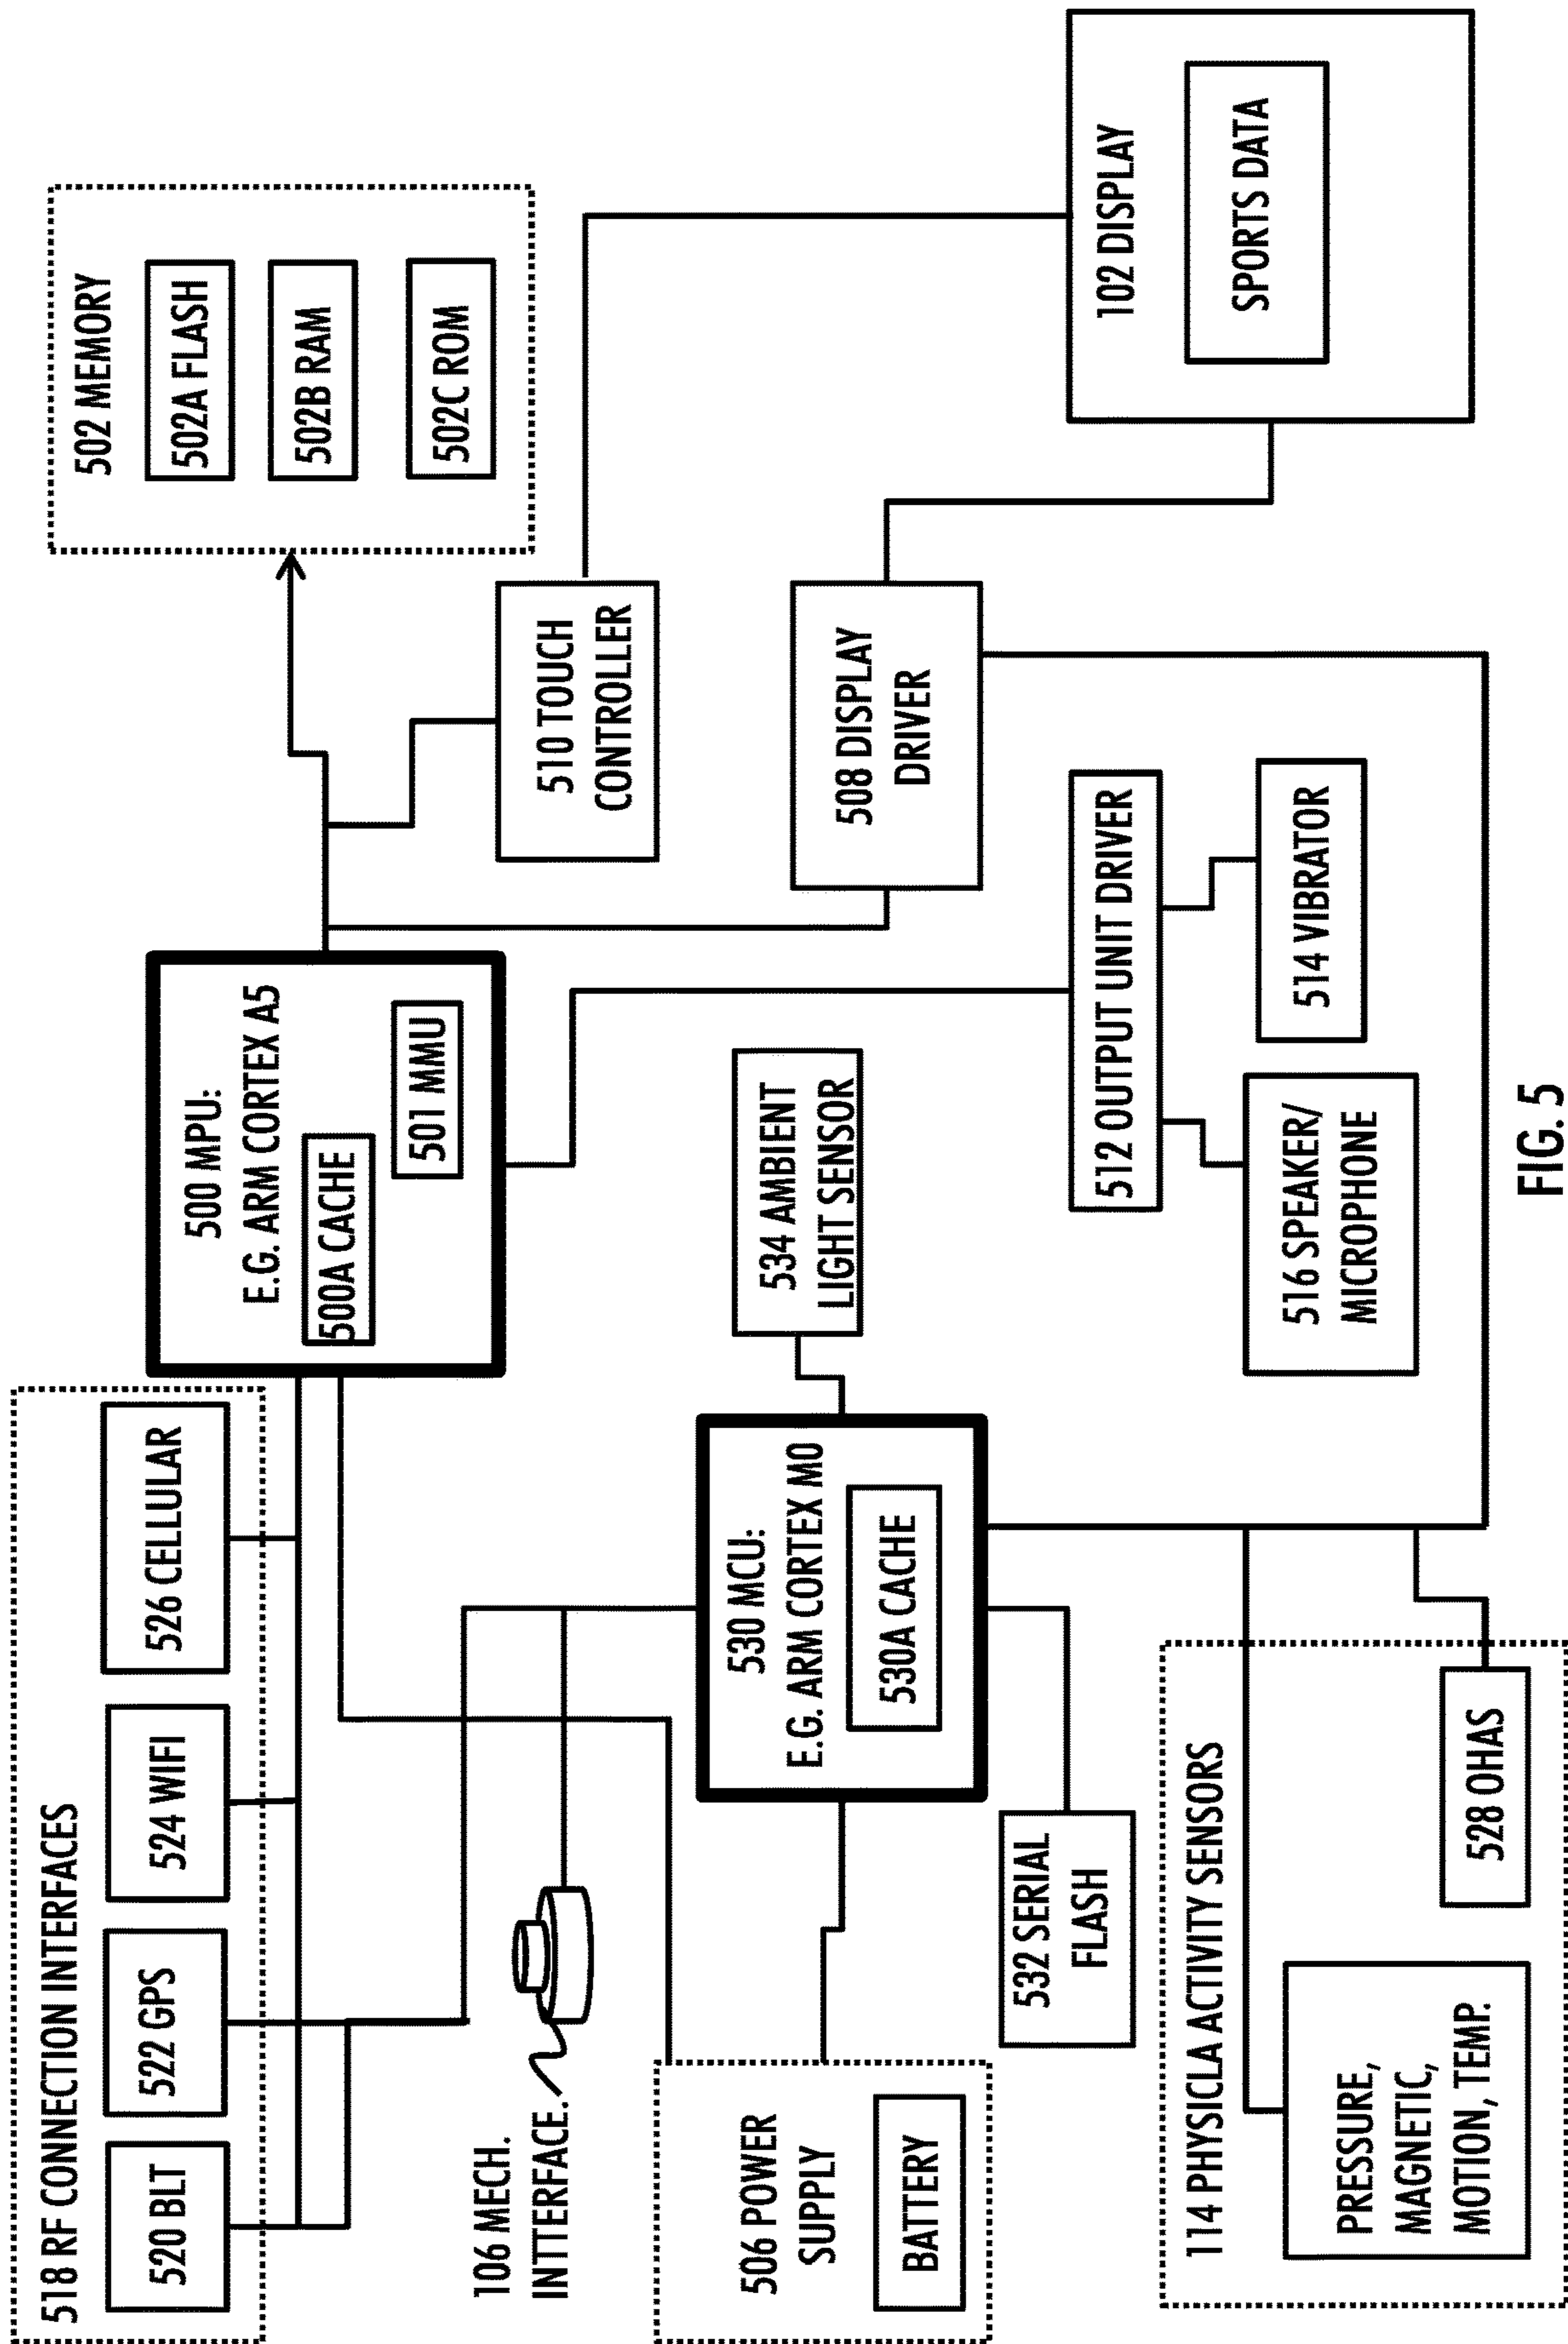 518 RF CONNECTION INTERFACES
520 BLT
522 GPS
524 WIFI
526 CELLULAR
500 MPU:
E.G. ARM CORTEX A5
500A CACHE
501 MMU
502 MEMORY
502A FLASH
502B RAM
502C ROM
106 MECH.
INTTERFACE.
510 TOUCH
CONTROLLER
506 POWER
SUPPLY
BATTERY
530 MCU:
E.G. ARM CORTEX M0
530A CACHE
534 AMBIENT
LIGHT SENSOR
508 DISPLAY
DRIVER
102 DISPLAY
SPORTS DATA
532 SERIAL
FLASH
512 OUTPUT UNIT DRIVER
516 SPEAKER/
MICROPHONE
514 VIBRATOR
114 PHYSICLA ACTIVITY SENSORS
PRESSURE,
MAGNETIC,
MOTION, TEMP.
528 OHAS
FIG. 5